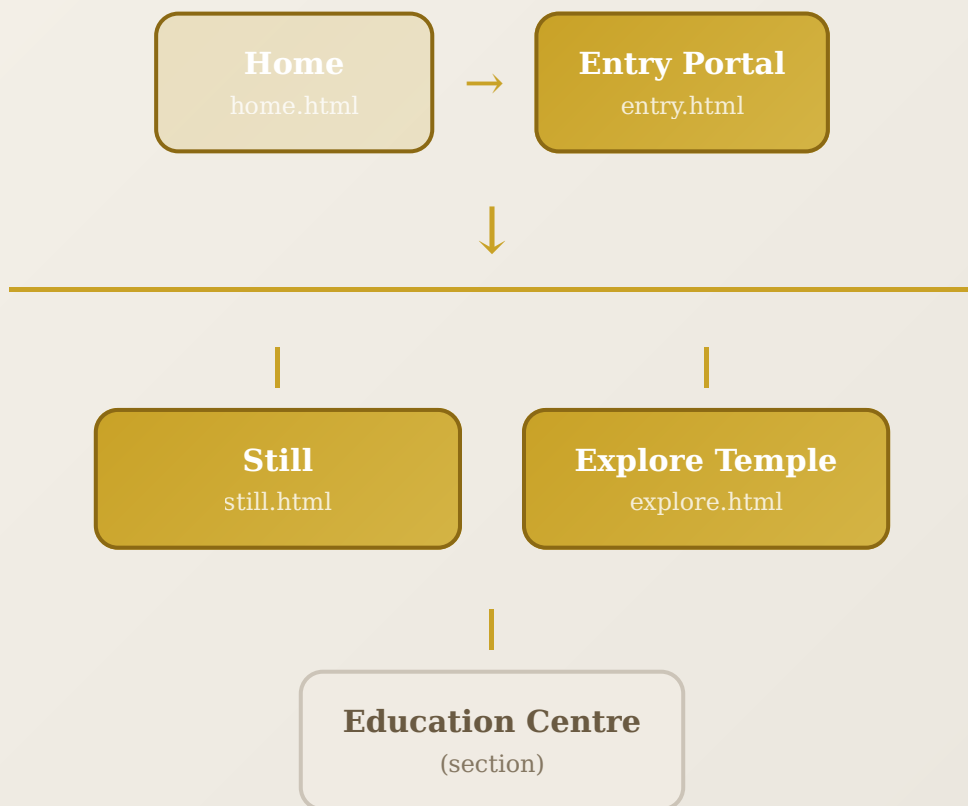 Home
home.html
→
Entry Portal
entry.html
↓
Still
still.html
Explore Temple
explore.html
Education Centre
(section)